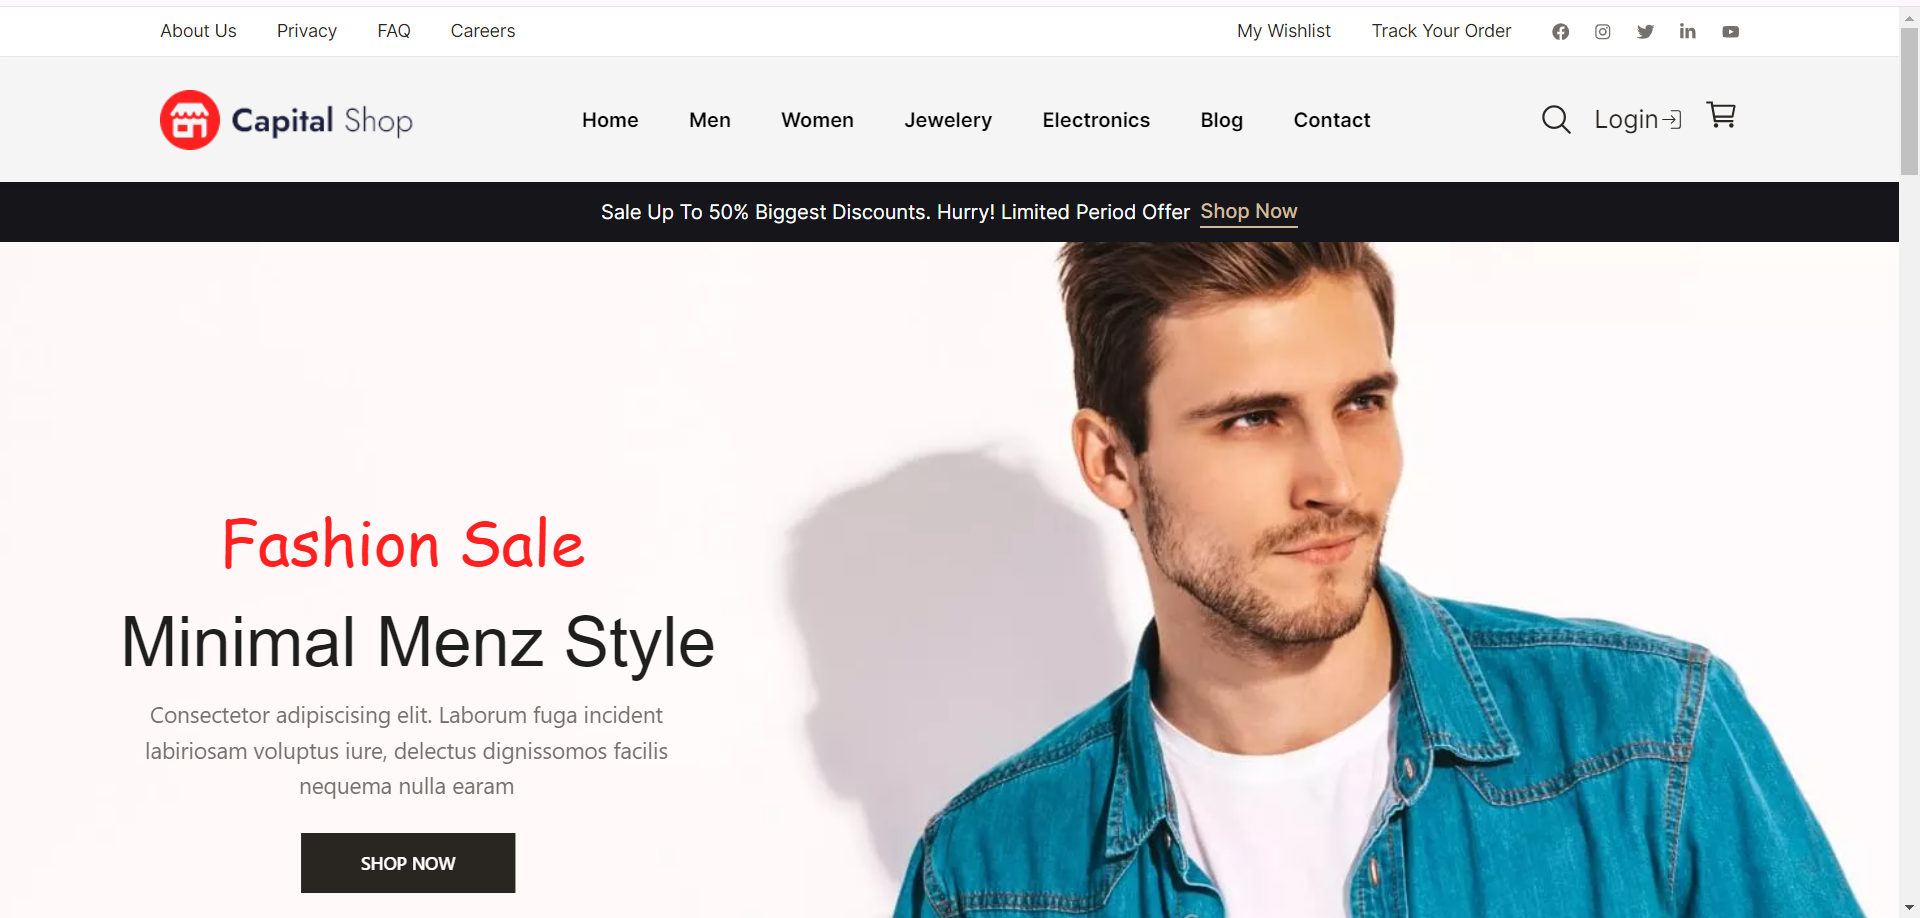 About Us Privacy FAQ Careers My Wishlist Track Your Order
Capital Shop Home Men Women Jewelery Electronics Blog Contact Login
Sale Up To 50% Biggest Discounts. Hurry! Limited Period Offer Shop Now
Fashion Sale
Minimal Menz Style
Consectetor adipiscising elit. Laborum fuga incident
labiriosam voluptus iure, delectus dignissomos facilis
nequema nulla earam
SHOP NOW